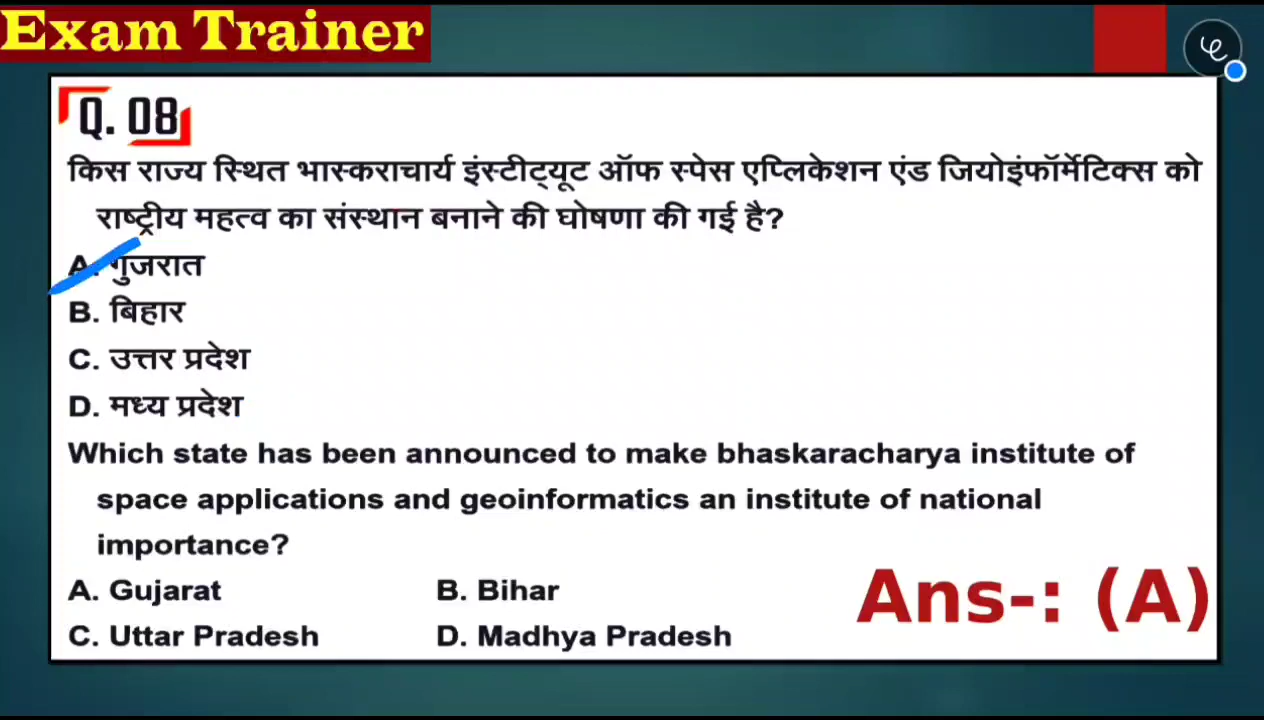 Exam Trainer
Q. 08
किस राज्य स्थित भास्कराचार्य इंस्टीट्यूट ऑफ स्पेस एप्लिकेशन एंड जियोइंफॉर्मेटिक्स को
राष्ट्रीय महत्व का संस्थान बनाने की घोषणा की गई है?
A. गुजरात
B. बिहार
C. उत्तर प्रदेश
D. मध्य प्रदेश
Which state has been announced to make bhaskaracharya institute of
space applications and geoinformatics an institute of national
importance?
A. Gujarat B. Bihar
C. Uttar Pradesh D. Madhya Pradesh
Ans-: (A)